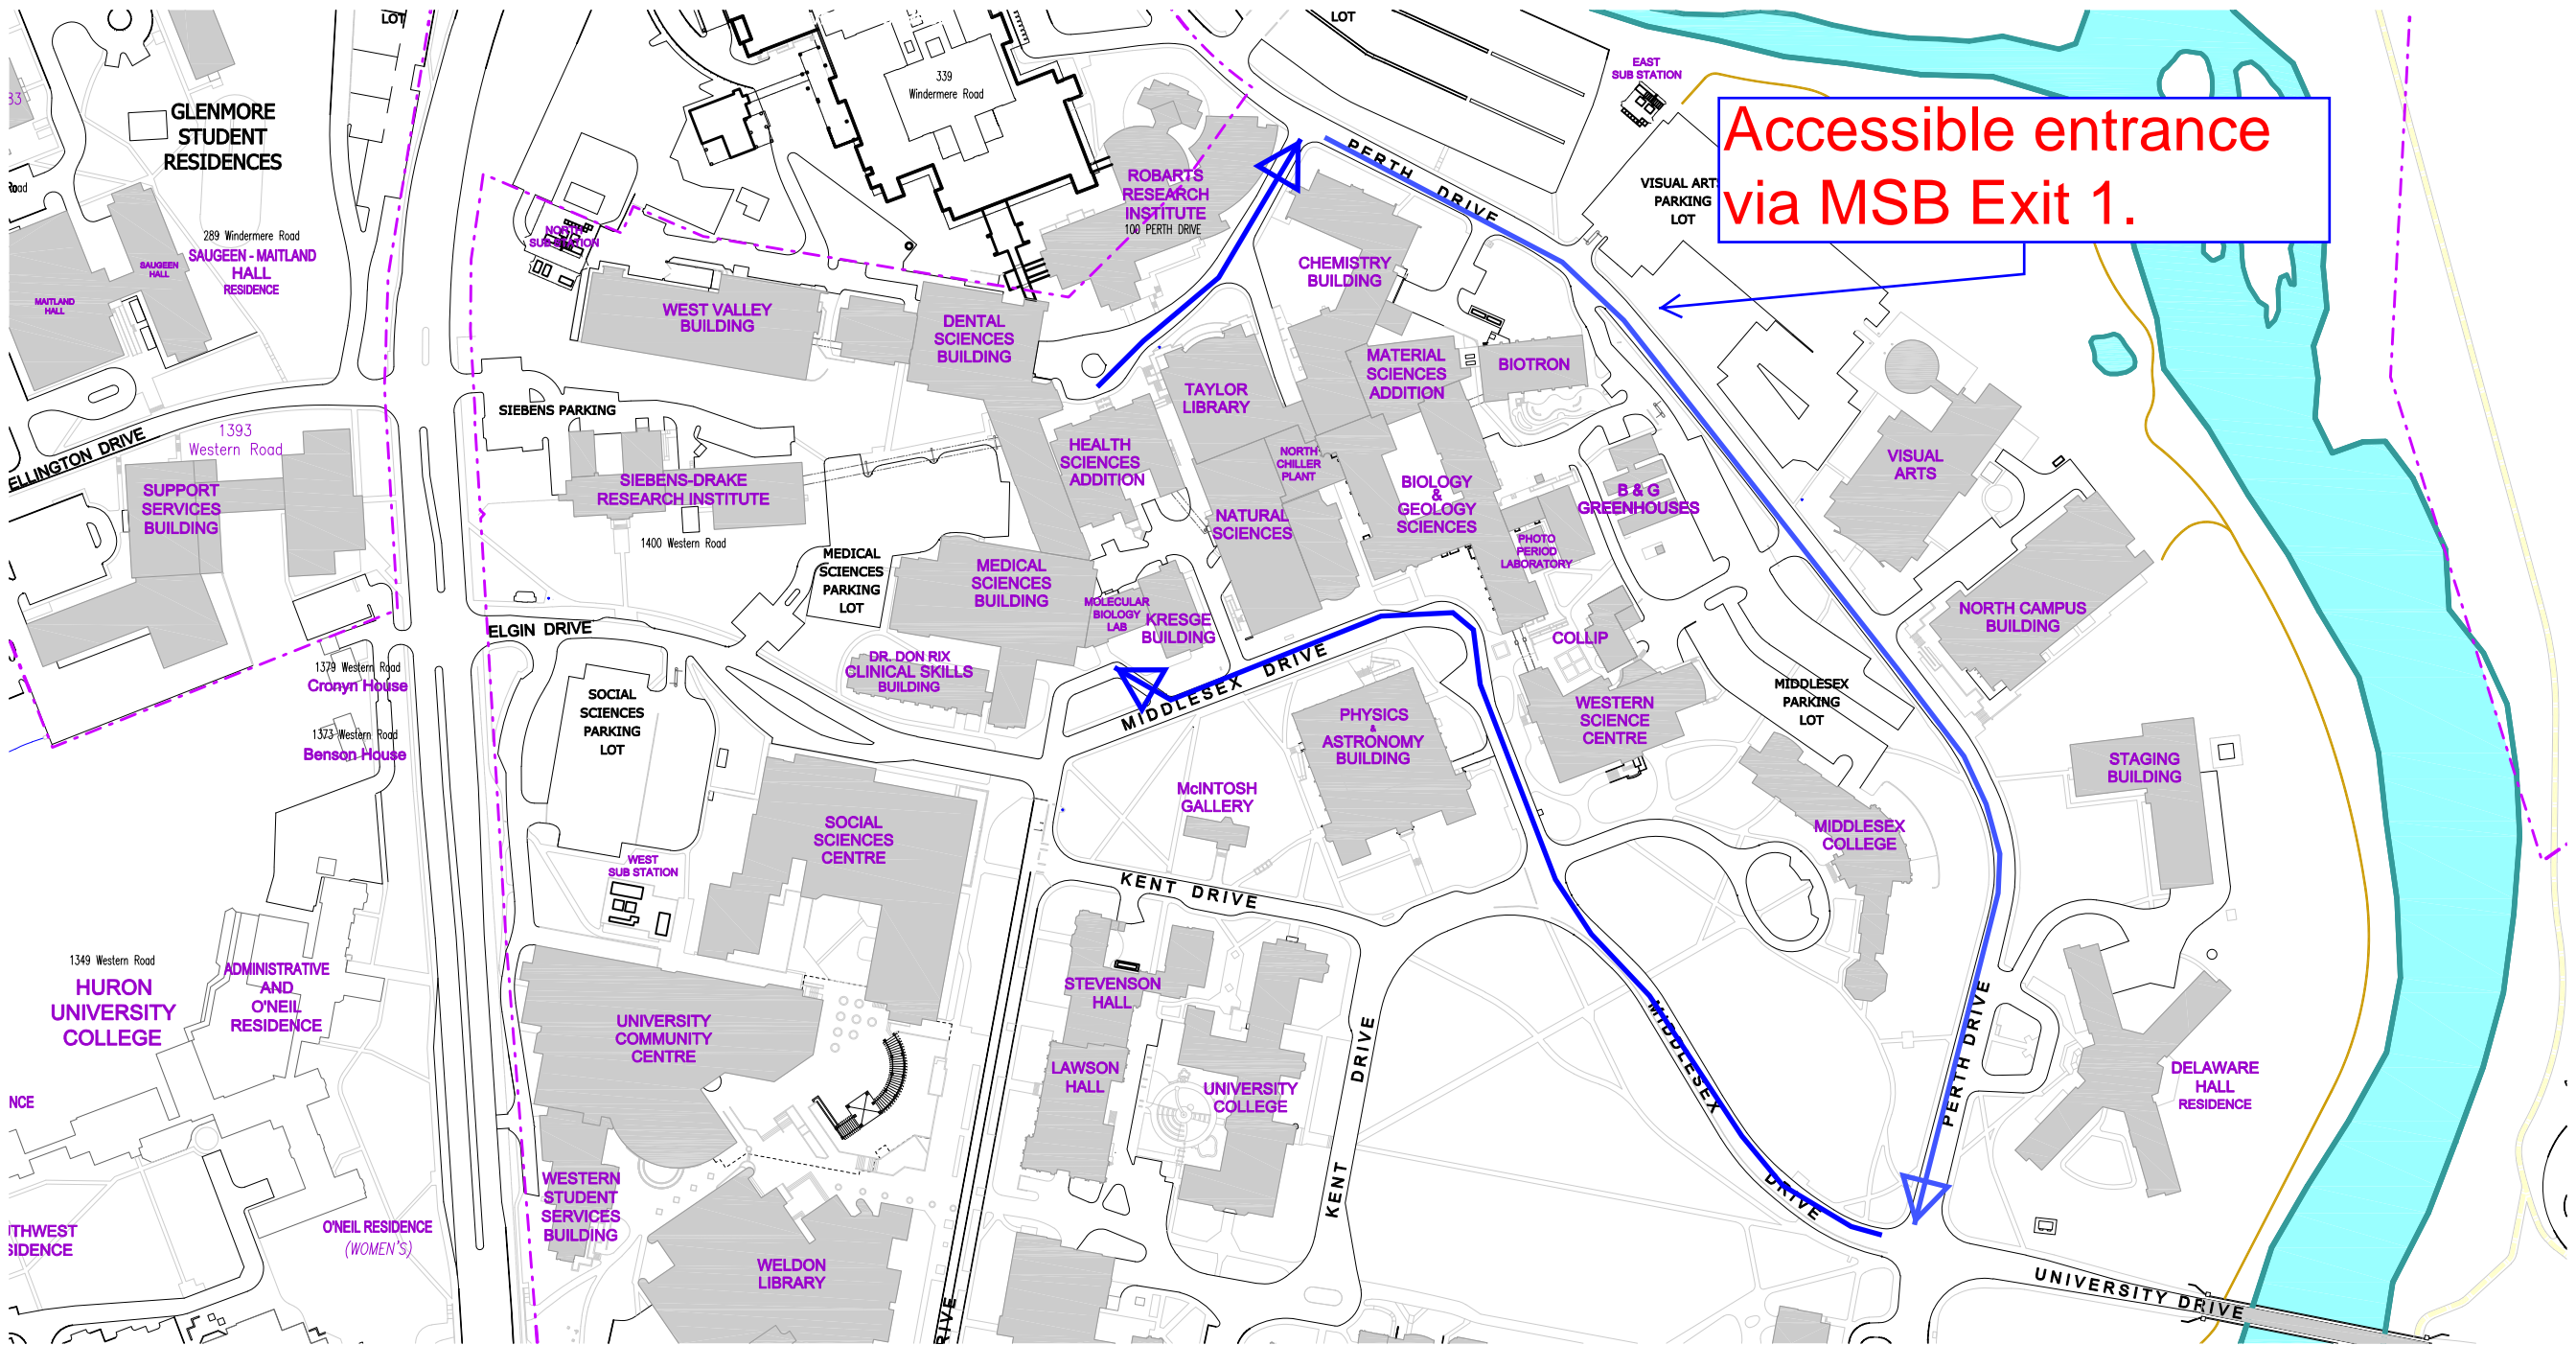 LOT
LOT
339
Windermere Road
EAST
SUB STATION
Accessible entrance
via MSB Exit 1.
GLENMORE
STUDENT
RESIDENCES
PERTH DRIVE
VISUAL ARTS
PARKING
LOT
ROBARTS
RESEARCH
INSTITUTE
100 PERTH DRIVE
289 Windermere Road
SAUGEEN - MAITLAND
HALL
RESIDENCE
SAUGEEN
HALL
MAITLAND
HALL
NORTH
SUB STATION
CHEMISTRY
BUILDING
WEST VALLEY
BUILDING
DENTAL
SCIENCES
BUILDING
MATERIAL
SCIENCES
ADDITION
BIOTRON
TAYLOR
LIBRARY
SIEBENS PARKING
1393
Western Road
ELLINGTON DRIVE
HEALTH
SCIENCES
ADDITION
NORTH
CHILLER
PLANT
VISUAL
ARTS
SUPPORT
SERVICES
BUILDING
SIEBENS-DRAKE
RESEARCH INSTITUTE
BIOLOGY
&
GEOLOGY
SCIENCES
B & G
GREENHOUSES
1400 Western Road
NATURAL
SCIENCES
PHOTO
PERIOD
LABORATORY
MEDICAL
SCIENCES
PARKING
LOT
MEDICAL
SCIENCES
BUILDING
MOLECULAR
BIOLOGY
LAB
KRESGE
BUILDING
NORTH CAMPUS
BUILDING
ELGIN DRIVE
COLLIP
DR. DON RIX
CLINICAL SKILLS
BUILDING
MIDDLESEX DRIVE
1379 Western Road
Cronyn House
SOCIAL
SCIENCES
PARKING
LOT
MIDDLESEX
PARKING
LOT
WESTERN
SCIENCE
CENTRE
PHYSICS
&
ASTRONOMY
BUILDING
1373 Western Road
Benson House
STAGING
BUILDING
McINTOSH
GALLERY
SOCIAL
SCIENCES
CENTRE
MIDDLESEX
COLLEGE
WEST
SUB STATION
KENT DRIVE
1349 Western Road
HURON
UNIVERSITY
COLLEGE
ADMINISTRATIVE
AND
O'NEIL
RESIDENCE
STEVENSON
HALL
UNIVERSITY
COMMUNITY
CENTRE
KENT DRIVE
MIDDLESEX DRIVE
PERTH DRIVE
LAWSON
HALL
UNIVERSITY
COLLEGE
DELAWARE
HALL
RESIDENCE
NCE
WESTERN
STUDENT
SERVICES
BUILDING
O'NEIL RESIDENCE
(WOMEN'S)
THWEST
SIDENCE
WELDON
LIBRARY
UNIVERSITY DRIVE
RIVE